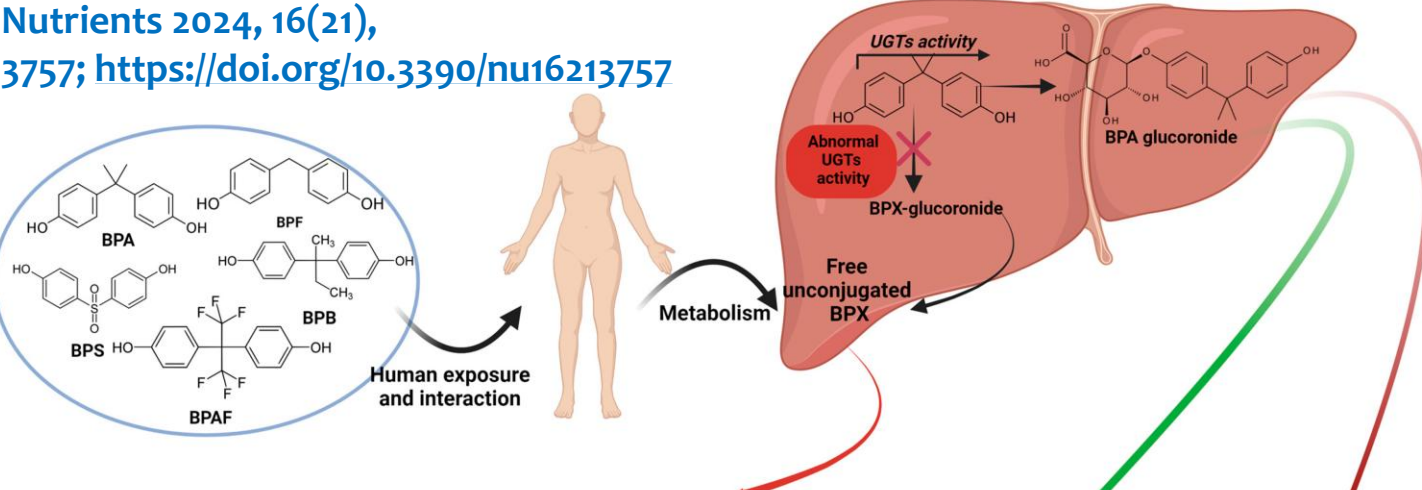 Nutrients 2024, 16(21),
3757; https://doi.org/10.3390/nu16213757
HO
OH
BPA
HO
OH
BPF
HO
OH
S
O
O
BPS
HO
CH₃
OH
CH₃
BPB
F
F
F
HO
OH
F
F
F
BPAF
Human exposure
and interaction
Metabolism
UGTs activity
HO
OH
Abnormal
UGTs
activity
BPX-glucoronide
Free
unconjugated
BPX
O
HO
O
O
HO
OH
OH
OH
BPA glucoronide